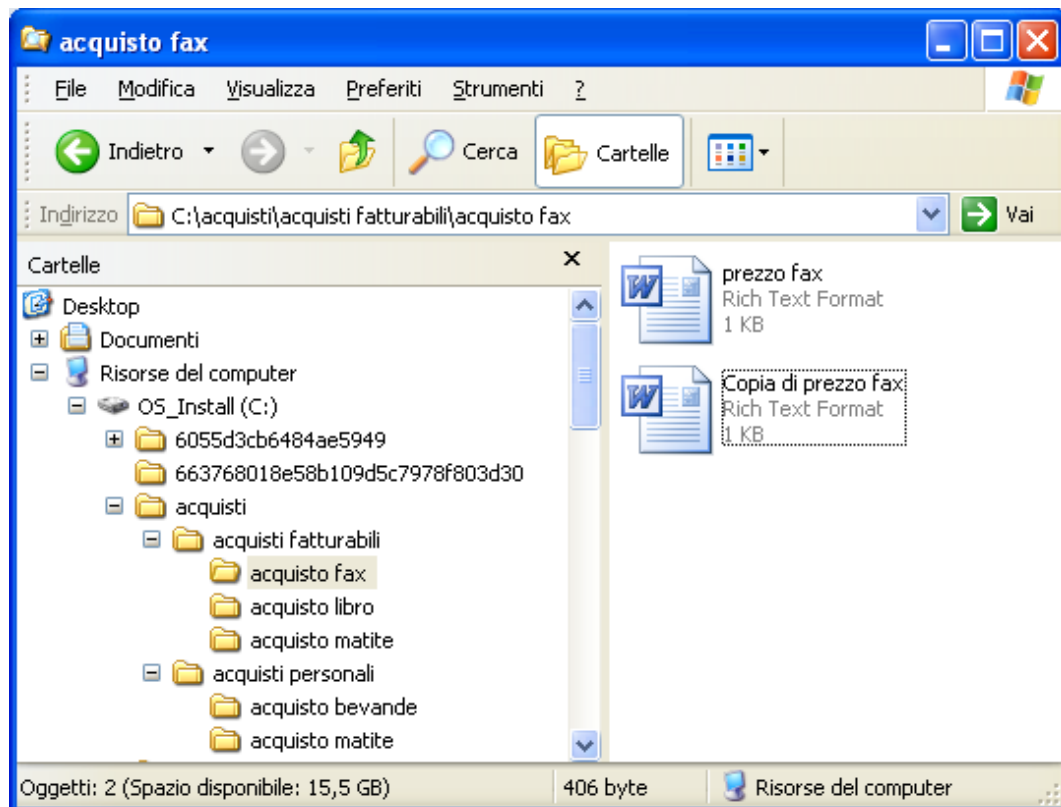 acquisto fax
File Modifica Visualizza Preferiti Strumenti ?
Indietro Cerca Cartelle
Indirizzo C:\acquisti\acquisti fatturabili\acquisto fax Vai
Cartelle
Desktop
Documenti
Risorse del computer
OS_Install (C:)
6055d3cb6484ae5949
663768018e58b109d5c7978f803d30
acquisti
acquisti fatturabili
acquisto fax
acquisto libro
acquisto matite
acquisti personali
acquisto bevande
acquisto matite
prezzo fax
Rich Text Format
1 KB
Copia di prezzo fax
Rich Text Format
1 KB
Oggetti: 2 (Spazio disponibile: 15,5 GB) 406 byte Risorse del computer